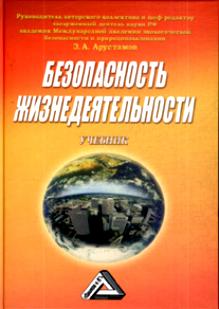 Руководитель авторского коллектива и шеф-редактор
заслуженный деятель науки РФ
академик Международной академии экологической
безопасности и природопользования
Э. А. Арустамов
БЕЗОПАСНОСТЬ
ЖИЗНЕДЕЯТЕЛЬНОСТИ
УЧЕБНИК